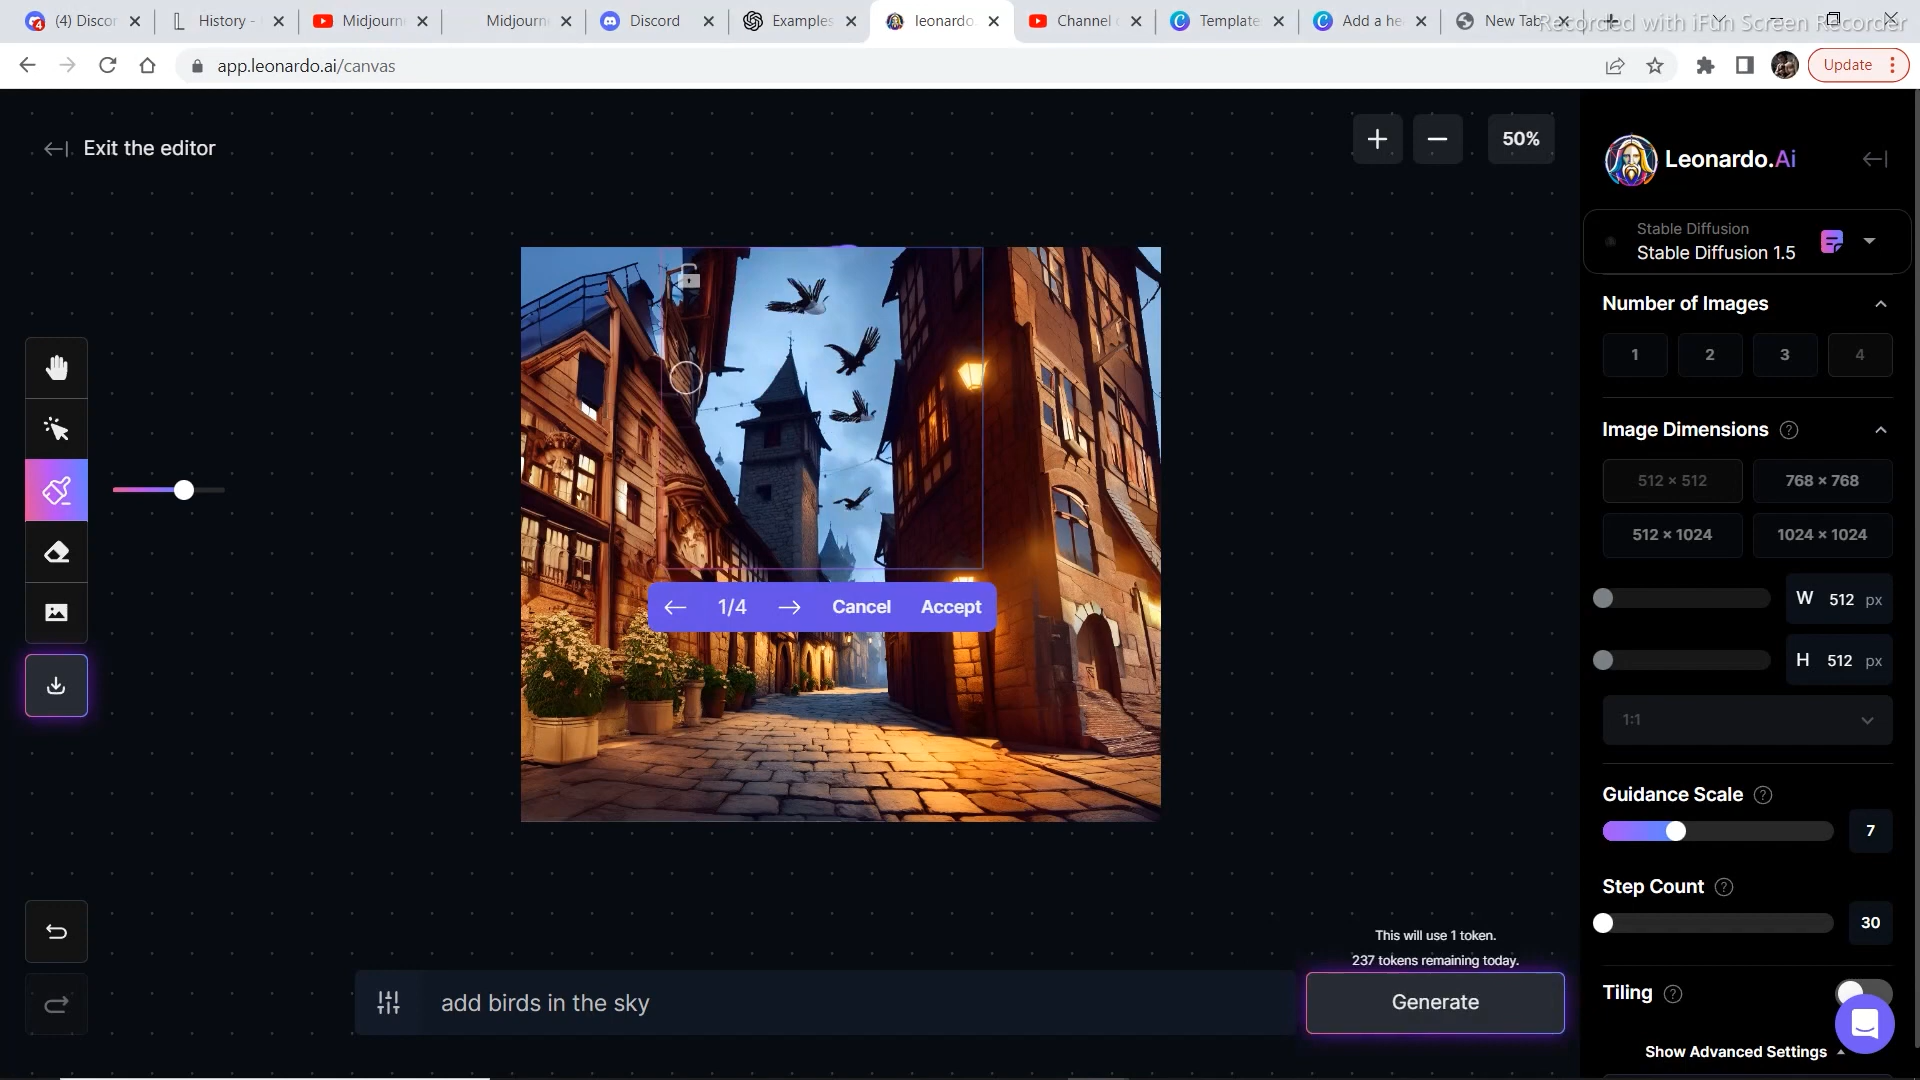 (4) Discor
History -
Midjourn
Midjourn
Discord
Examples
leonardo.
Channel
Template
Add a he
New Tab
Recorded with iFun Screen Recorder
app.leonardo.ai/canvas
Update
Exit the editor
50%
Leonardo.Ai
Stable Diffusion
Stable Diffusion 1.5
Number of Images
1
2
3
4
Image Dimensions
512 × 512
768 × 768
512 × 1024
1024 × 1024
W 512 px
H 512 px
1:1
1/4
Cancel
Accept
Guidance Scale
7
Step Count
30
This will use 1 token.
237 tokens remaining today.
add birds in the sky
Generate
Tiling
Show Advanced Settings